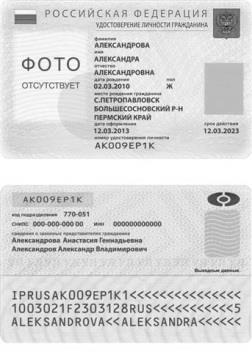 РОССИЙСКАЯ ФЕДЕРАЦИЯ
УДОСТОВЕРЕНИЕ ЛИЧНОСТИ ГРАЖДАНИНА
фамилия
АЛЕКСАНДРОВА
имя
АЛЕКСАНДРА
отчество
АЛЕКСАНДРОВНА
дата рождения пол
02.03.2010 Ж
место рождения гражданина
С.ПЕТРОПАВЛОВСК
БОЛЬШЕСОСНОВСКИЙ Р-Н
ПЕРМСКИЙ КРАЙ
дата оформления
12.03.2013 12.03.2023
номер удостоверения личности
AK009EP1K
ФОТО
ОТСУТСТВУЕТ
AK009EP1K
код подразделения 770-051
СНИЛС 000-000-000 00 ИНН 000000000000
сведения о законных представителях гражданина
Александрова Анастасия Геннадьевна
Александров Александр Владимирович
Выходные данные
IPRUSAK009EP1K1<<<<<<<<<<<<<<<
1003021F2303128RUS<<<<<<<<<<<5
ALEKSANDROVA<<ALEKSANDRA<<<<<<